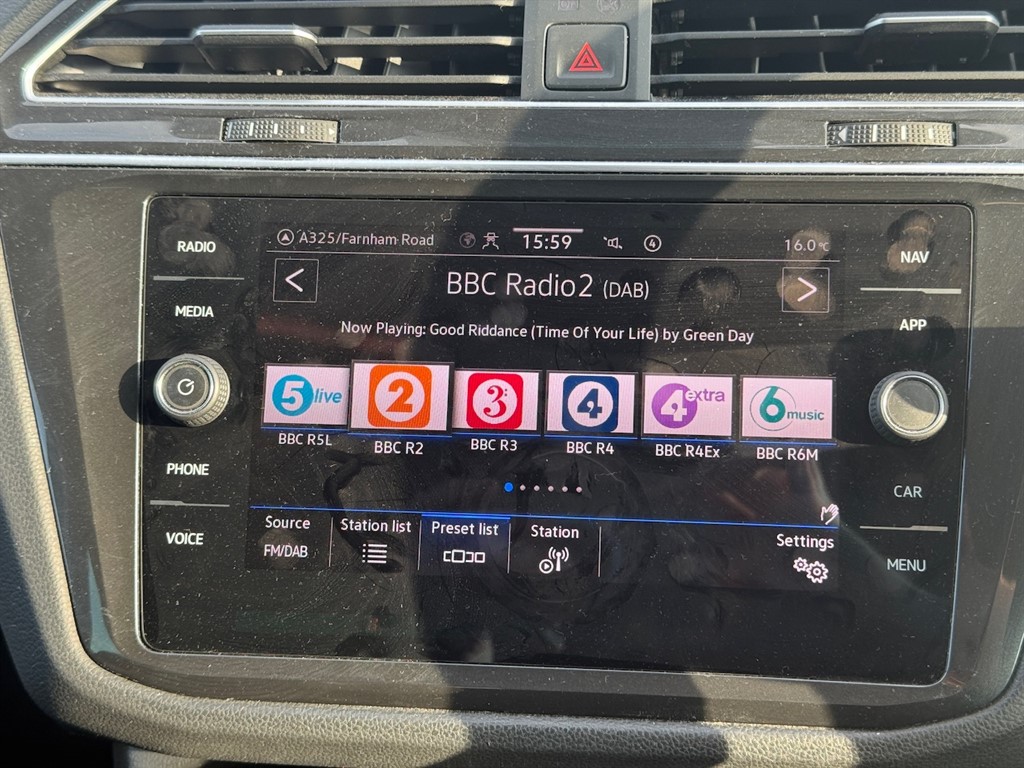 RADIO
MEDIA
PHONE
VOICE
A325/Farnham Road
15:59
4
16.0°C
<
BBC Radio2 (DAB)
>
Now Playing: Good Riddance (Time Of Your Life) by Green Day
5 live
2
3
4
4 extra
6 music
BBC R5L
BBC R2
BBC R3
BBC R4
BBC R4Ex
BBC R6M
Source
FM/DAB
Station list
Preset list
Station
Settings
NAV
APP
CAR
MENU